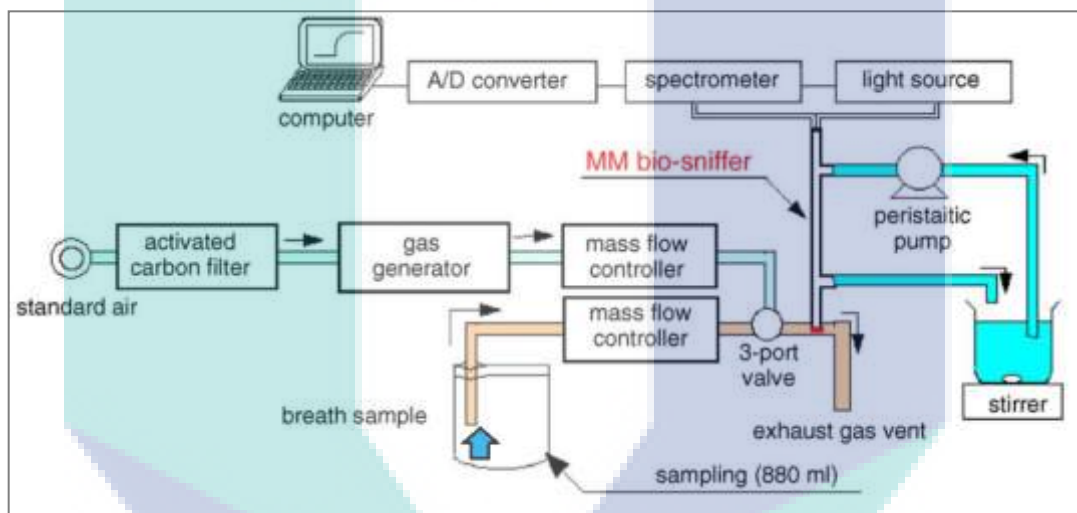 computer
A/D converter
spectrometer
light source
MM bio-sniffer
peristaitic
pump
standard air
activated
carbon filter
gas
generator
mass flow
controller
mass flow
controller
3-port
valve
breath sample
exhaust gas vent
stirrer
sampling (880 ml)